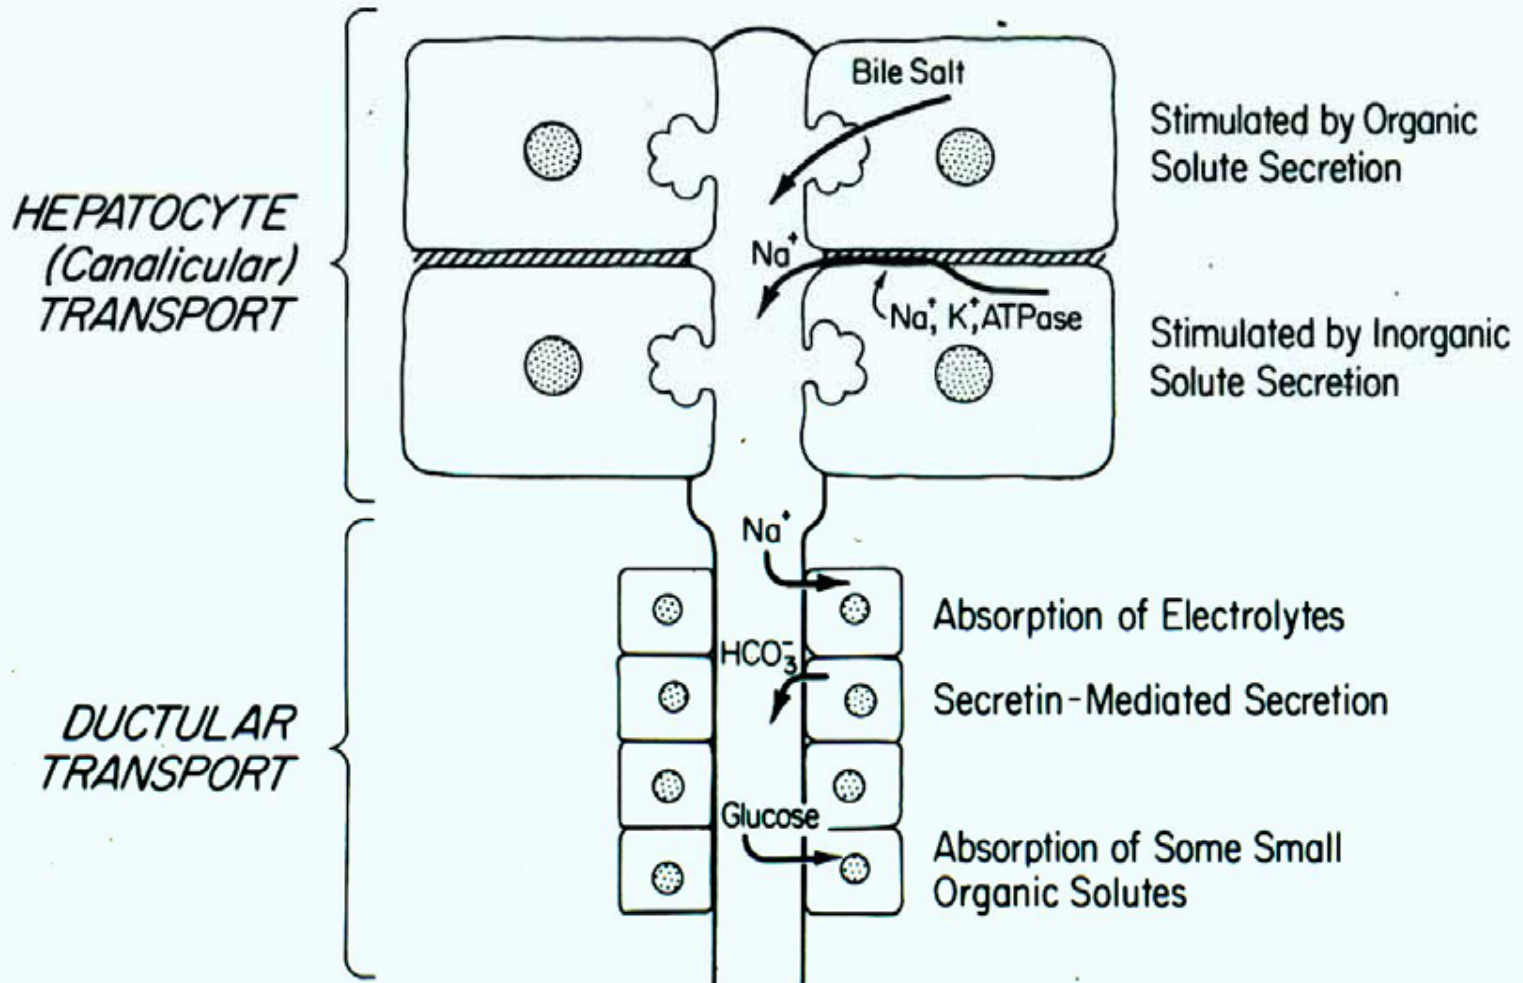 Bile Salt
Stimulated by Organic
Solute Secretion
HEPATOCYTE
(Canalicular)
TRANSPORT
Na⁺
Na⁺, K⁺, ATPase
Stimulated by Inorganic
Solute Secretion
Na⁺
Absorption of Electrolytes
HCO₃⁻
Secretin-Mediated Secretion
DUCTULAR
TRANSPORT
Glucose
Absorption of Some Small
Organic Solutes